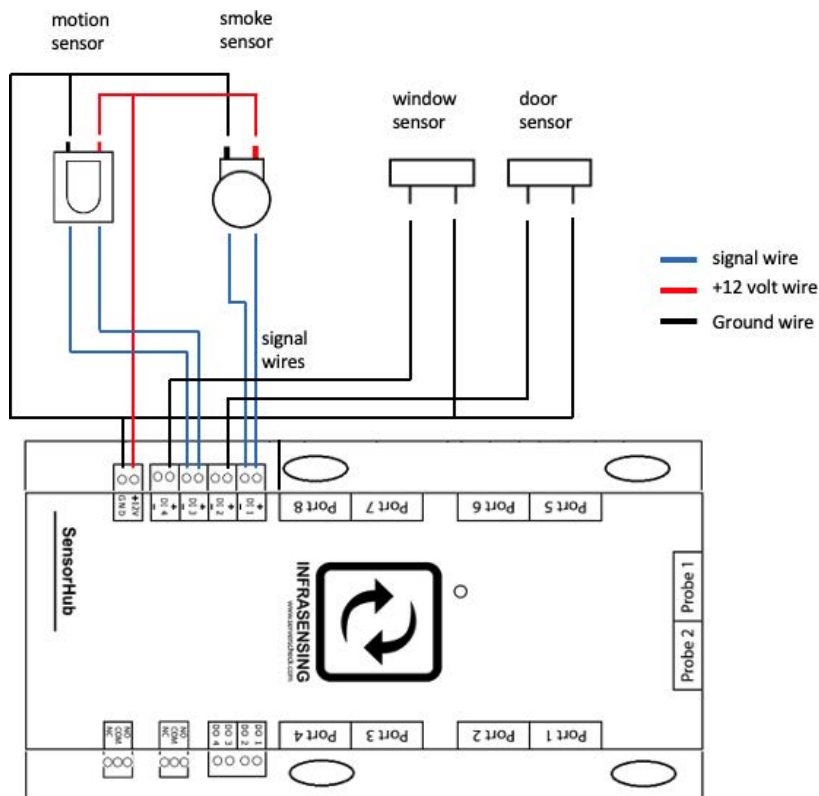 motion
sensor
smoke
sensor
window
sensor
door
sensor
signal wire
+12 volt wire
Ground wire
signal
wires
GND
+12V
- DI 4 +
- DI 3 +
- DI 2 +
- DI 1 +
Port 8
Port 7
Port 6
Port 5
SensorHub
INFRASENSING
www.serverscheck.com
Probe 1
Probe 2
NC
COM
NO
NC
COM
NO
DO 4
DO 3
DO 2
DO 1
Port 4
Port 3
Port 2
Port 1